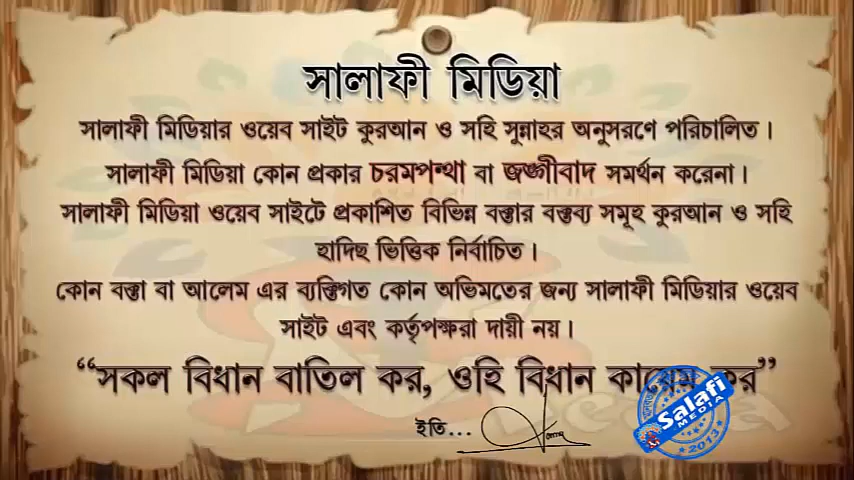 সালাফী মিডিয়া
সালাফী মিডিয়ার ওয়েব সাইট কুরআন ও সহি সুন্নাহর অনুসরণে পরিচালিত।
সালাফী মিডিয়া কোন প্রকার চরমপন্থা বা জঙ্গীবাদ সমর্থন করেনা।
সালাফী মিডিয়া ওয়েব সাইটে প্রকাশিত বিভিন্ন বক্তার বক্তব্য সমূহ কুরআন ও সহি
হাদিছ ভিত্তিক নির্বাচিত।
কোন বক্তা বা আলেম এর ব্যক্তিগত কোন অভিমতের জন্য সালাফী মিডিয়ার ওয়েব
সাইট এবং কর্তৃপক্ষরা দায়ী নয়।
“সকল বিধান বাতিল কর, ওহি বিধান কায়েম কর”
ইতি...
Salafi
MEDIA
2013